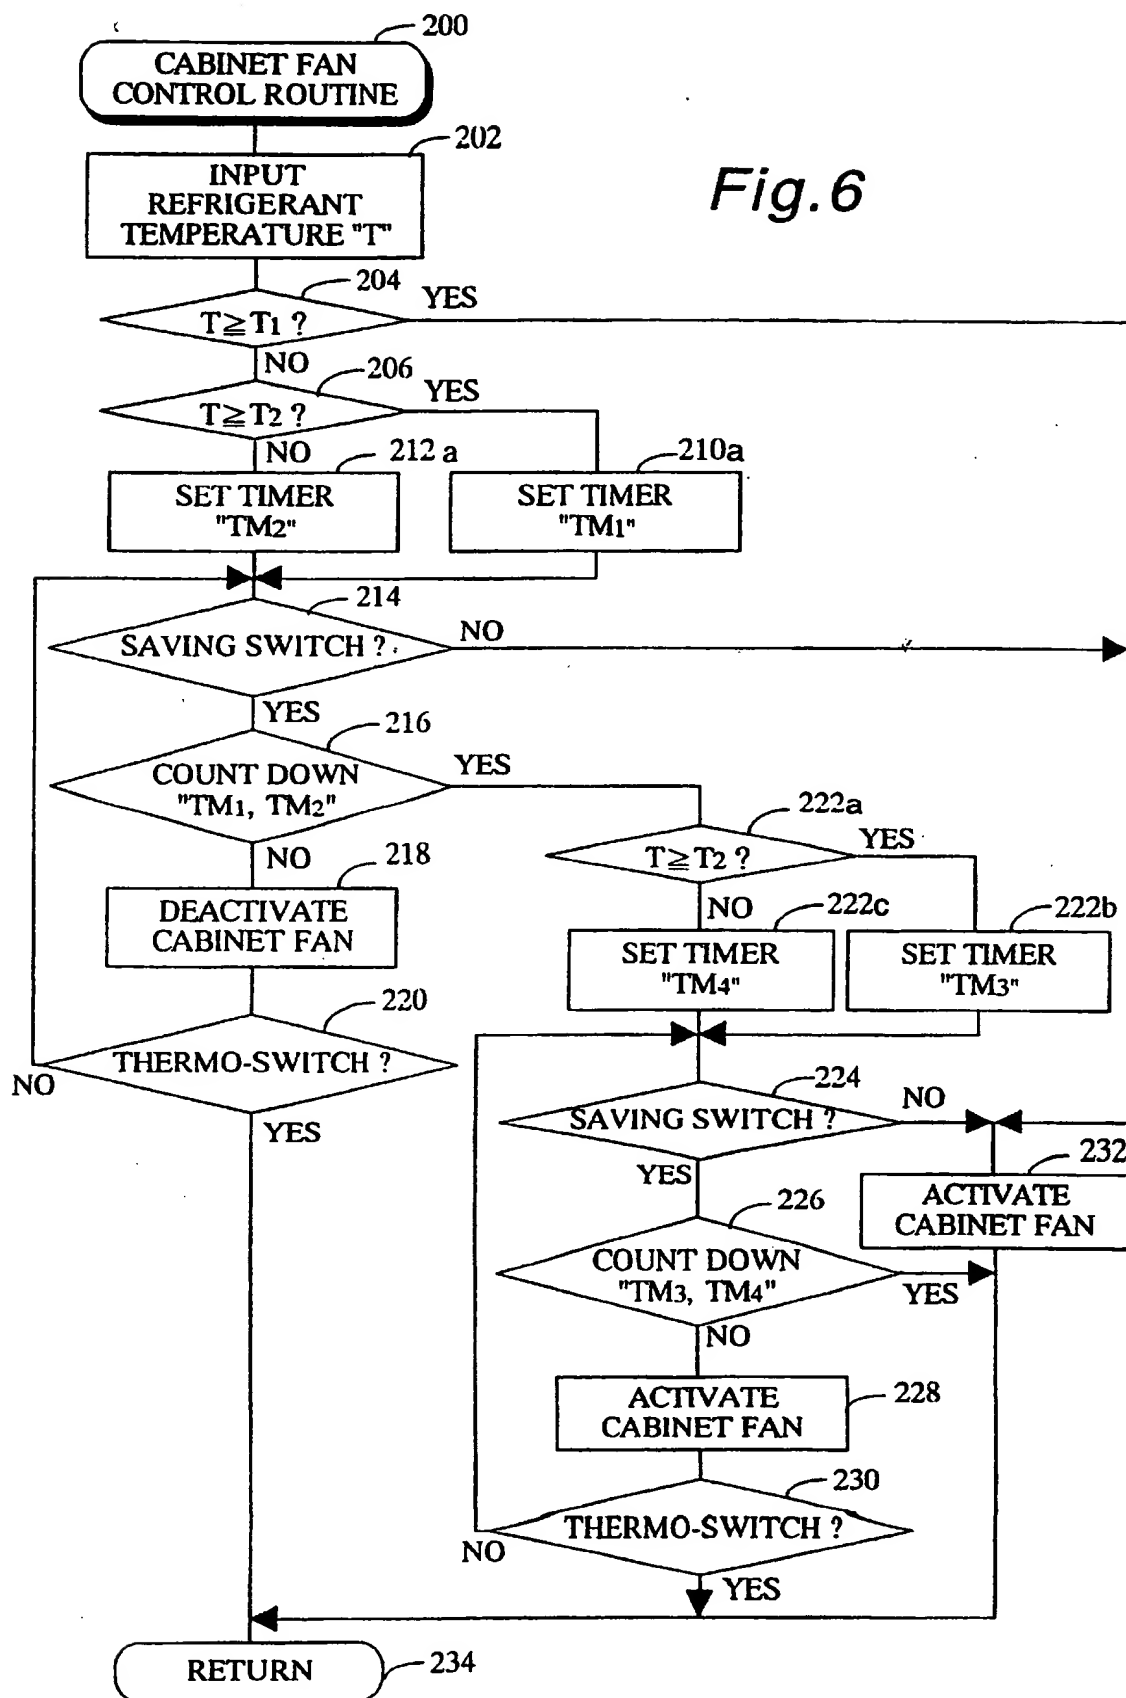 200
CABINET FAN
CONTROL ROUTINE
202
INPUT
REFRIGERANT
TEMPERATURE "T"
Fig.6
204
YES
T≧T1 ?
NO
206
YES
T≧T2 ?
NO
212a
210a
SET TIMER
"TM2"
SET TIMER
"TM1"
214
SAVING SWITCH ?
NO
YES
216
COUNT DOWN
"TM1, TM2"
YES
NO
222a
T≧T2 ?
YES
NO
218
DEACTIVATE
CABINET FAN
222c
222b
SET TIMER
"TM4"
SET TIMER
"TM3"
220
THERMO-SWITCH ?
NO
YES
224
SAVING SWITCH ?
NO
YES
232
ACTIVATE
CABINET FAN
226
COUNT DOWN
"TM3, TM4"
YES
NO
228
ACTIVATE
CABINET FAN
230
THERMO-SWITCH ?
NO
YES
RETURN
234